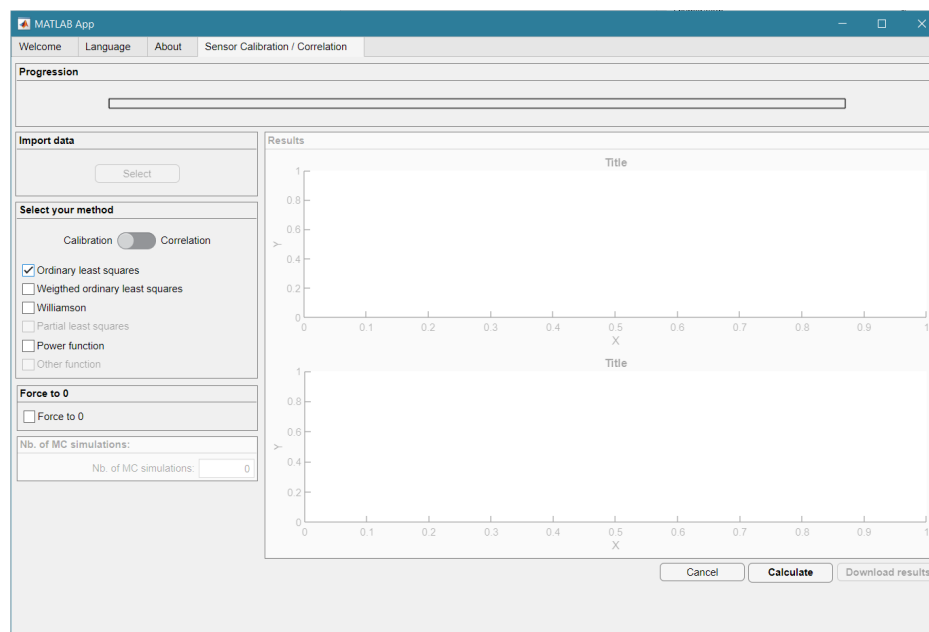 MATLAB App
Welcome Language About Sensor Calibration / Correlation
Progression
Import data
Select
Select your method
Calibration Correlation
Ordinary least squares
Weigthed ordinary least squares
Williamson
Partial least squares
Power function
Other function
Force to 0
Force to 0
Nb. of MC simulations:
Nb. of MC simulations: 0
Results
Title
1
0.8
0.6
Y
0.4
0.2
0
0 0.1 0.2 0.3 0.4 0.5 0.6 0.7 0.8 0.9 1
X
Title
1
0.8
0.6
Y
0.4
0.2
0
0 0.1 0.2 0.3 0.4 0.5 0.6 0.7 0.8 0.9 1
X
Cancel Calculate Download results